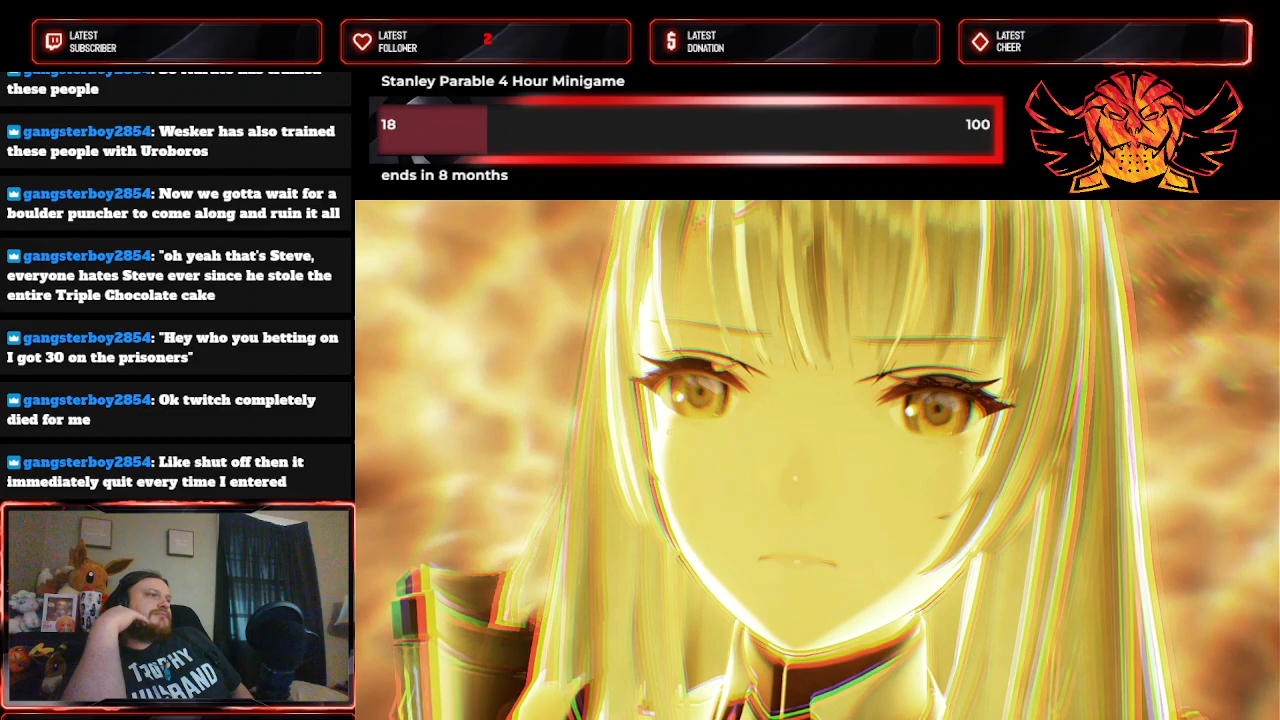 LATEST
SUBSCRIBER
LATEST
FOLLOWER
2
LATEST
DONATION
LATEST
CHEER
these people
gangsterboy2854: Wesker has also trained
these people with Uroboros
gangsterboy2854: Now we gotta wait for a
boulder puncher to come along and ruin it all
gangsterboy2854: "oh yeah that's Steve,
everyone hates Steve ever since he stole the
entire Triple Chocolate cake
gangsterboy2854: "Hey who you betting on
I got 30 on the prisoners"
gangsterboy2854: Ok twitch completely
died for me
gangsterboy2854: Like shut off then it
immediately quit every time I entered
Stanley Parable 4 Hour Minigame
18
100
ends in 8 months
TROPHY
HUSBAND